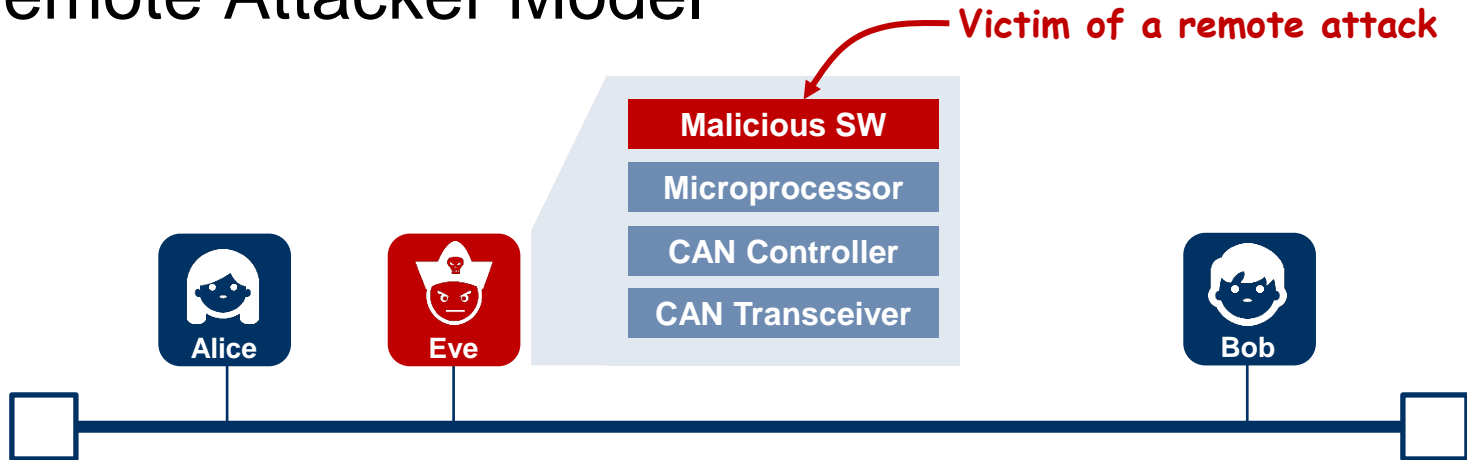 emote Attacker Model
Victim of a remote attack
Malicious SW
Microprocessor
CAN Controller
CAN Transceiver
Alice
Eve
Bob